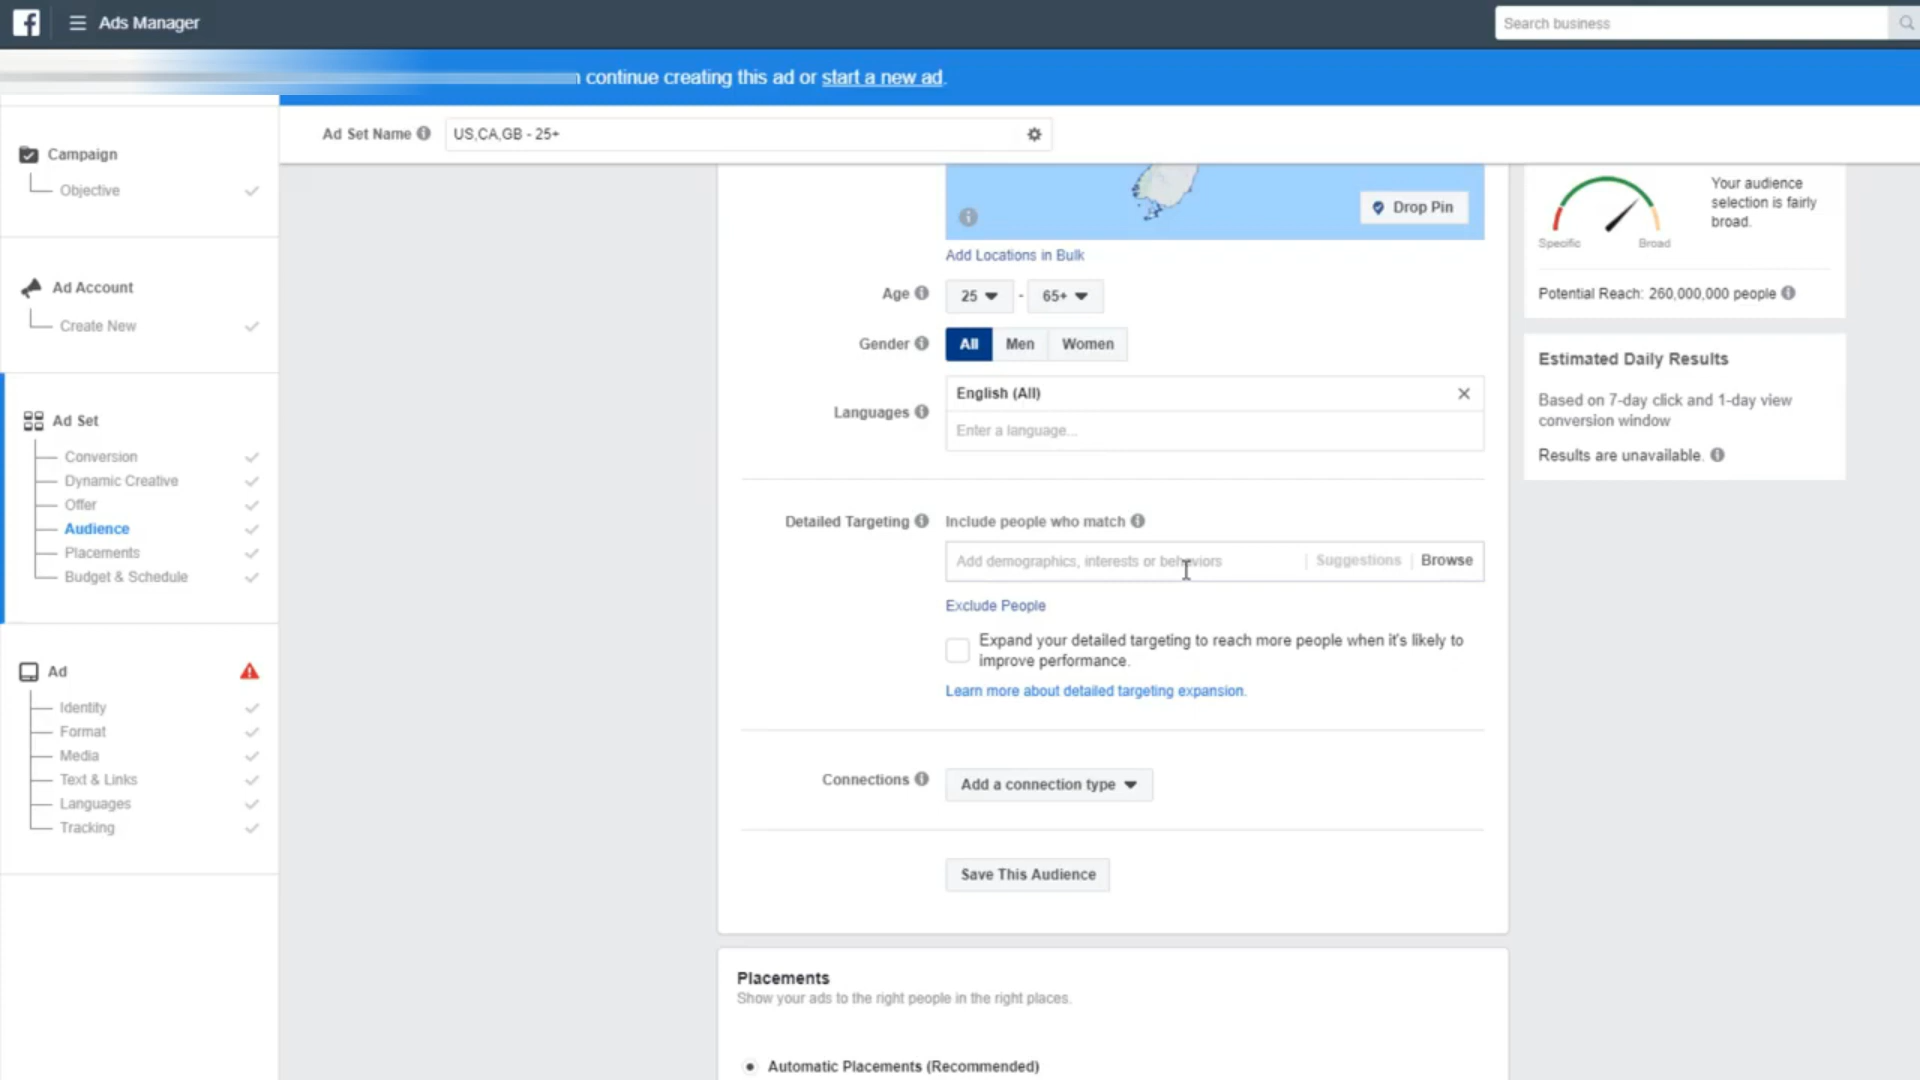 Ads Manager
Search business
continue creating this ad or start a new ad.
Ad Set Name
US,CA,GB - 25+
Campaign
Objective
Ad Account
Create New
Ad Set
Conversion
Dynamic Creative
Offer
Audience
Placements
Budget & Schedule
Ad
Identity
Format
Media
Text & Links
Languages
Tracking
Drop Pin
Add Locations in Bulk
Age
25
-
65+
Gender
All
Men
Women
Languages
English (All)
Enter a language...
Detailed Targeting
Include people who match
Add demographics, interests or behaviors
Suggestions
Browse
Exclude People
Expand your detailed targeting to reach more people when it's likely to
improve performance.
Learn more about detailed targeting expansion.
Connections
Add a connection type
Save This Audience
Placements
Show your ads to the right people in the right places.
Automatic Placements (Recommended)
Specific
Broad
Your audience
selection is fairly
broad.
Potential Reach: 260,000,000 people
Estimated Daily Results
Based on 7-day click and 1-day view
conversion window
Results are unavailable.